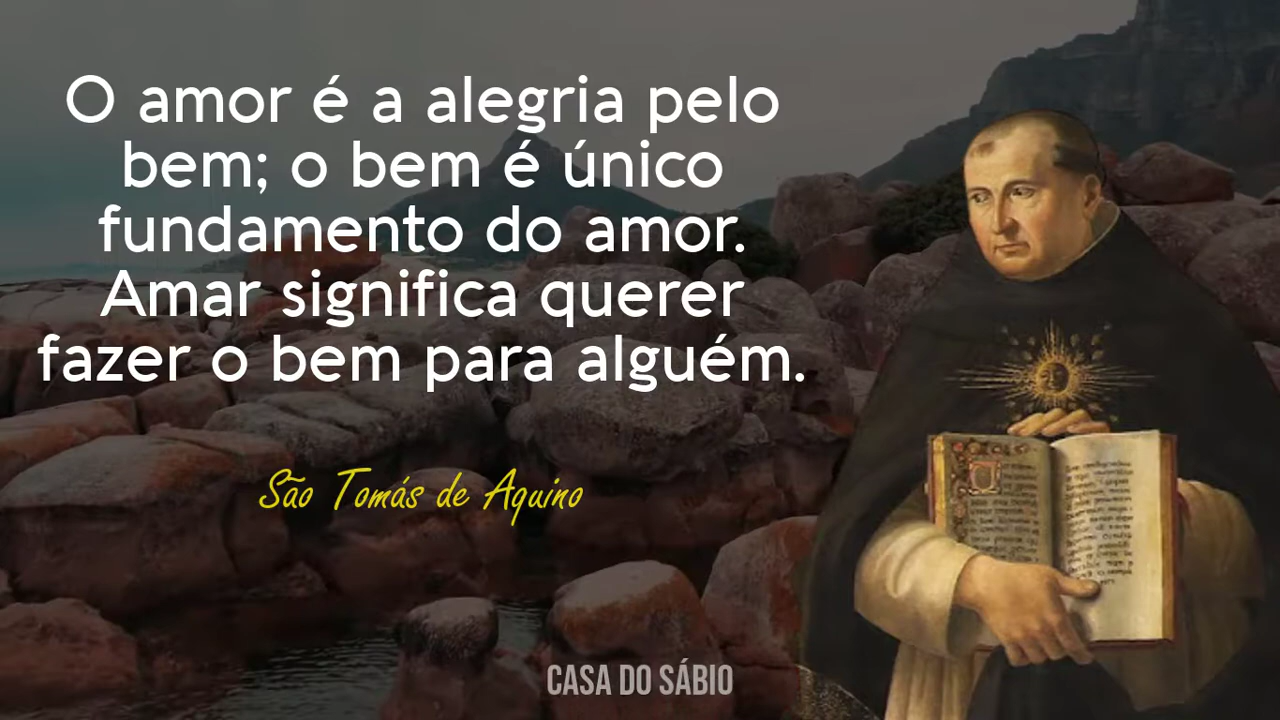 O amor é a alegria pelo
bem; o bem é único
fundamento do amor.
Amar significa querer
fazer o bem para alguém.
São Tomás de Aquino
CASA DO SÁBIO